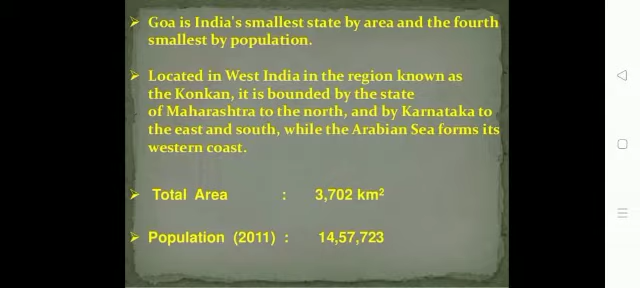 ➢ Goa is India's smallest state by area and the fourth
smallest by population.
➢ Located in West India in the region known as
the Konkan, it is bounded by the state
of Maharashtra to the north, and by Karnataka to
the east and south, while the Arabian Sea forms its
western coast.
➢ Total Area : 3,702 km²
➢ Population (2011) : 14,57,723